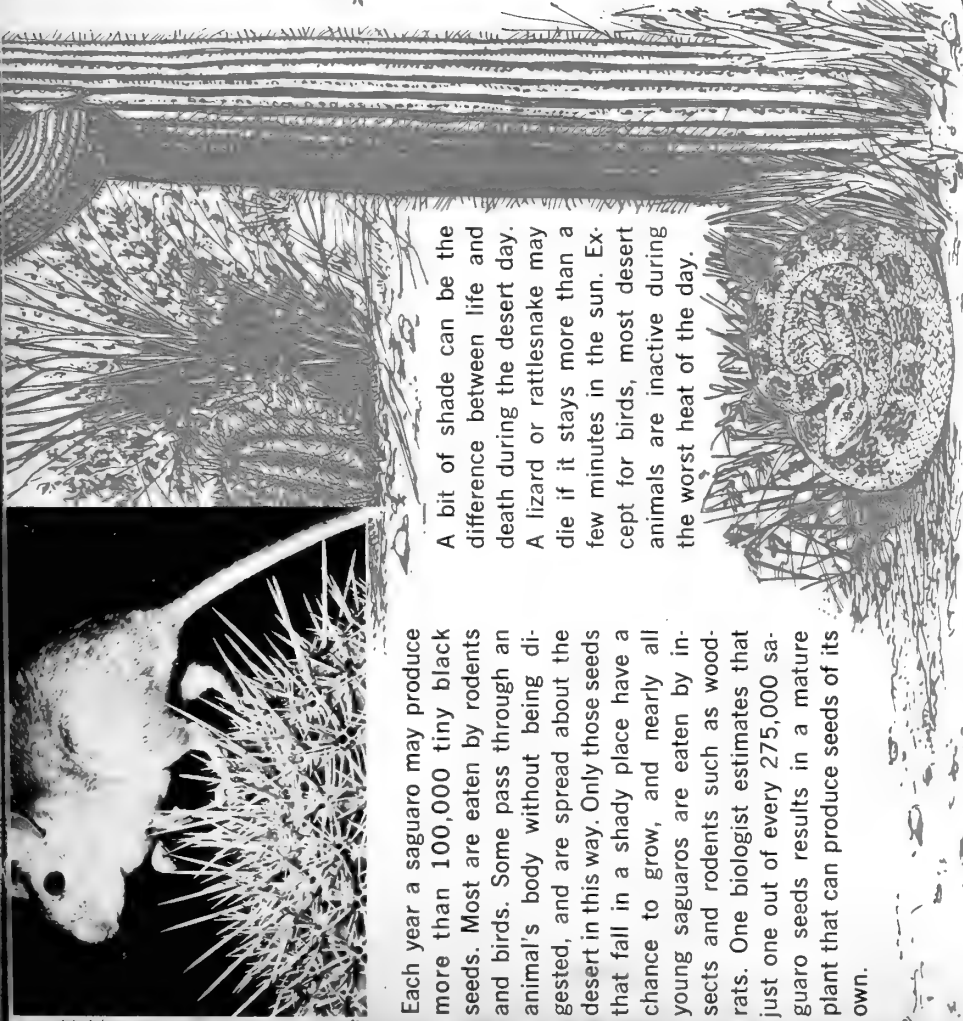 Each year a saguaro may produce
more than 100,000 tiny black
seeds. Most are eaten by rodents
and birds. Some pass through an
animal's body without being di-
gested, and are spread about the
desert in this way. Only those seeds
that fall in a shady place have a
chance to grow, and nearly all
young saguaros are eaten by in-
sects and rodents such as wood-
rats. One biologist estimates that
just one out of every 275,000 sa-
guaro seeds results in a mature
plant that can produce seeds of its
own.
A bit of shade can be the
difference between life and
death during the desert day.
A lizard or rattlesnake may
die if it stays more than a
few minutes in the sun. Ex-
cept for birds, most desert
animals are inactive during
the worst heat of the day.